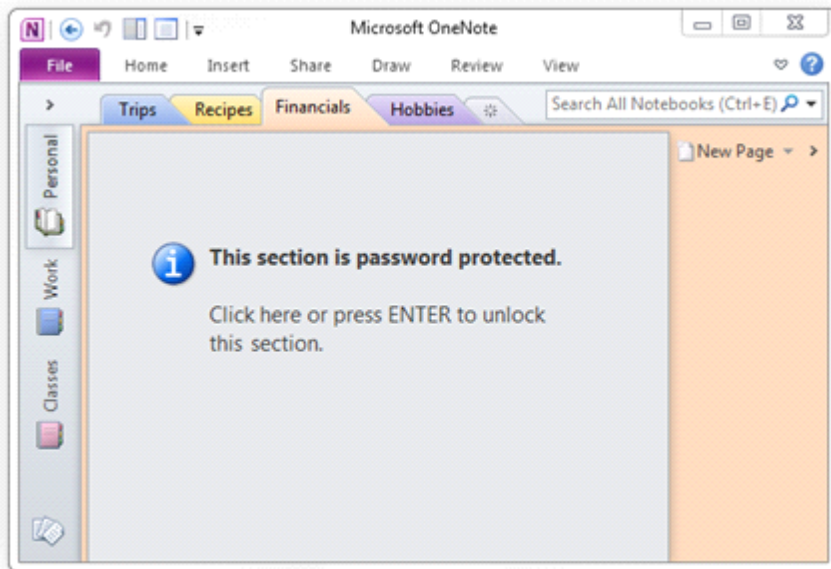 Microsoft OneNote
File Home Insert Share Draw Review View
Trips Recipes Financials Hobbies Search All Notebooks (Ctrl+E)
New Page
Personal
This section is password protected.
Click here or press ENTER to unlock
this section.
Work
Classes